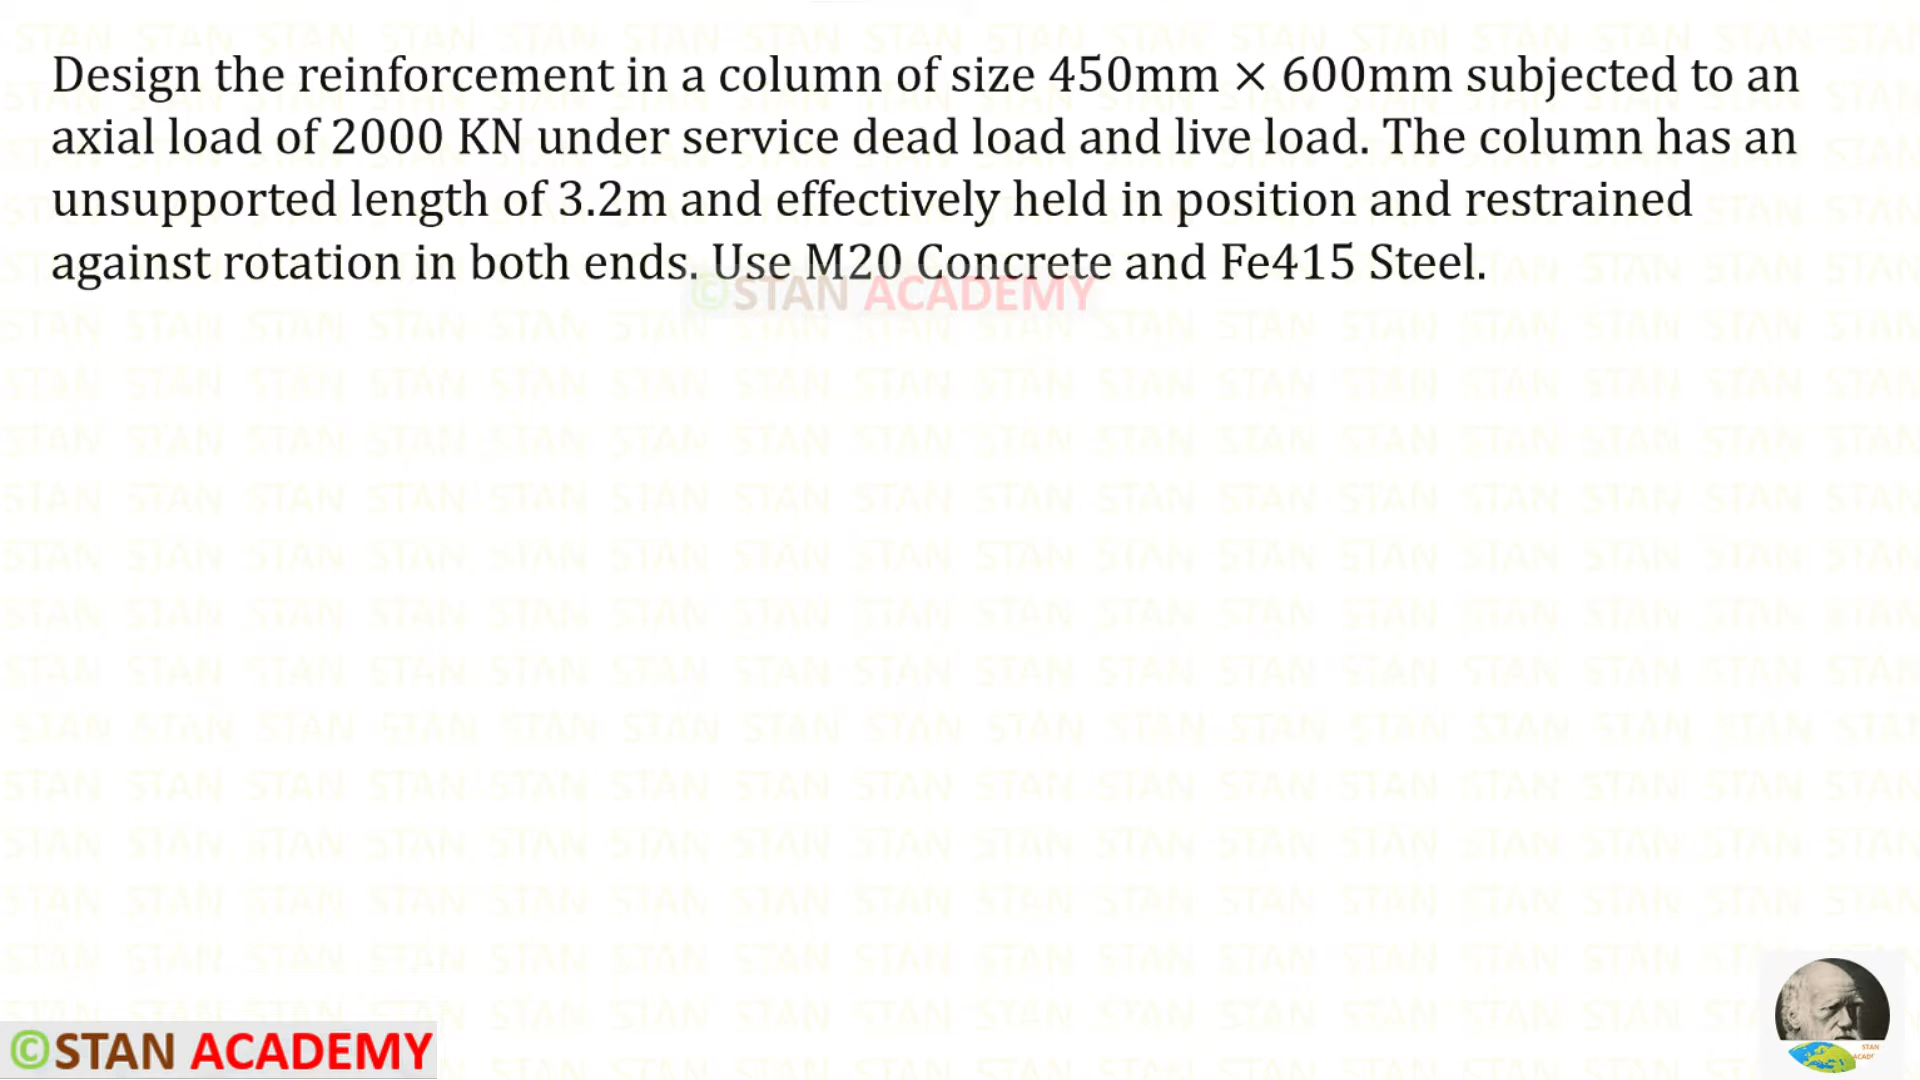 Design the reinforcement in a column of size 450mm × 600mm subjected to an
axial load of 2000 KN under service dead load and live load. The column has an
unsupported length of 3.2m and effectively held in position and restrained
against rotation in both ends. Use M20 Concrete and Fe415 Steel.
©STAN ACADEMY
©STAN ACADEMY